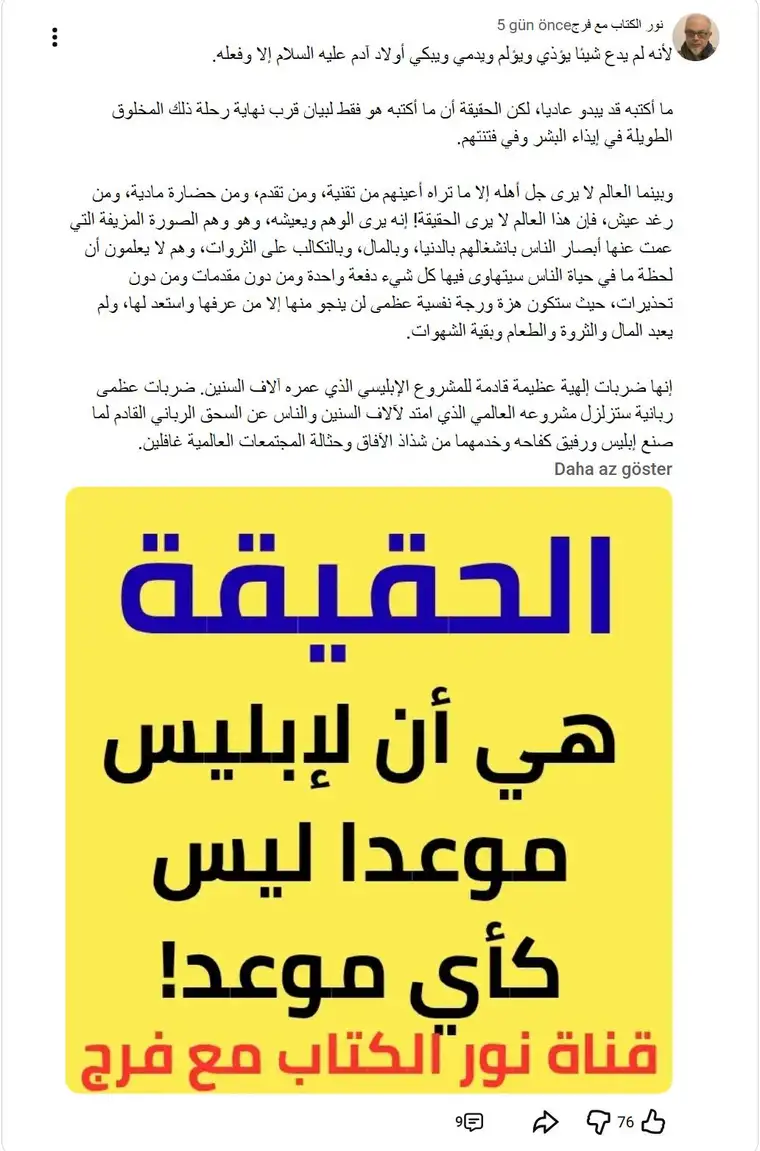 نور الكتاب مع فرج 5 gün önce
لأنه لم يدع شيئا يؤذي ويؤلم ويدمي ويبكي أولاد آدم عليه السلام إلا وفعله.
ما أكتبه قد يبدو عاديا، لكن الحقيقة أن ما أكتبه هو فقط لبيان قرب نهاية رحلة ذلك المخلوق
الطويلة في إيذاء البشر وفي فتنتهم.
وبينما العالم لا يرى جل أهله إلا ما تراه أعينهم من تقنية، ومن تقدم، ومن حضارة مادية، ومن
رغد عيش، فإن هذا العالم لا يرى الحقيقة! إنه يرى الوهم ويعيشه، وهو وهم الصورة المزيفة التي
عمت عنها أبصار الناس بانشغالهم بالدنيا، وبالمال، وبالتكالب على الثروات، وهم لا يعلمون أن
لحظة ما في حياة الناس سيتهاوى فيها كل شيء دفعة واحدة ومن دون مقدمات ومن دون
تحذيرات، حيث ستكون هزة ورجة نفسية عظمى لن ينجو منها إلا من عرفها واستعد لها، ولم
يعبد المال والثروة والطعام وبقية الشهوات.
إنها ضربات إلهية عظيمة قادمة للمشروع الإبليسي الذي عمره آلاف السنين. ضربات عظمى
ربانية ستزلزل مشروعه العالمي الذي امتد لآلاف السنين والناس عن السحق الرباني القادم لما
صنع إبليس ورفيق كفاحه وخدمهما من شذاذ الآفاق وحثالة المجتمعات العالمية غافلين.
Daha az göster
الحقيقة
هي أن لإبليس
موعدا ليس
كأي موعد!
قناة نور الكتاب مع فرج
76
9